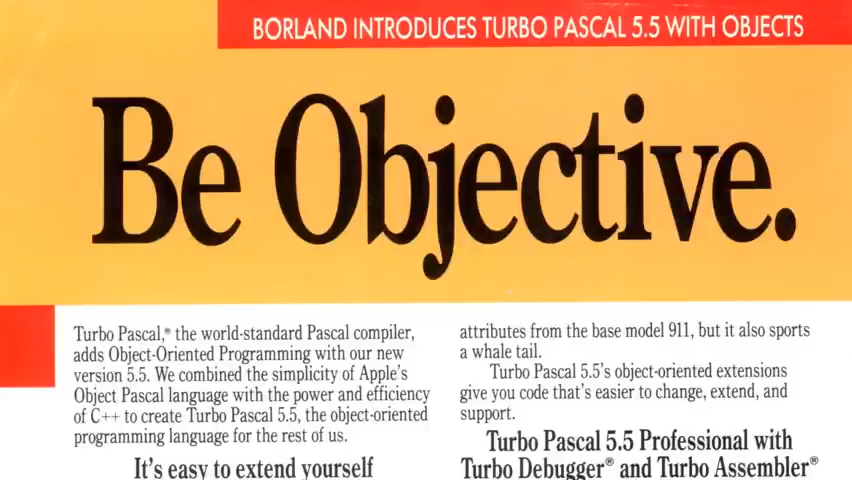 BORLAND INTRODUCES TURBO PASCAL 5.5 WITH OBJECTS
Be Objective.
Turbo Pascal,® the world-standard Pascal compiler,
adds Object-Oriented Programming with our new
version 5.5. We combined the simplicity of Apple's
Object Pascal language with the power and efficiency
of C++ to create Turbo Pascal 5.5, the object-oriented
programming language for the rest of us.
It's easy to extend yourself
attributes from the base model 911, but it also sports
a whale tail.
Turbo Pascal 5.5's object-oriented extensions
give you code that's easier to change, extend, and
support.
Turbo Pascal 5.5 Professional with
Turbo Debugger® and Turbo Assembler®